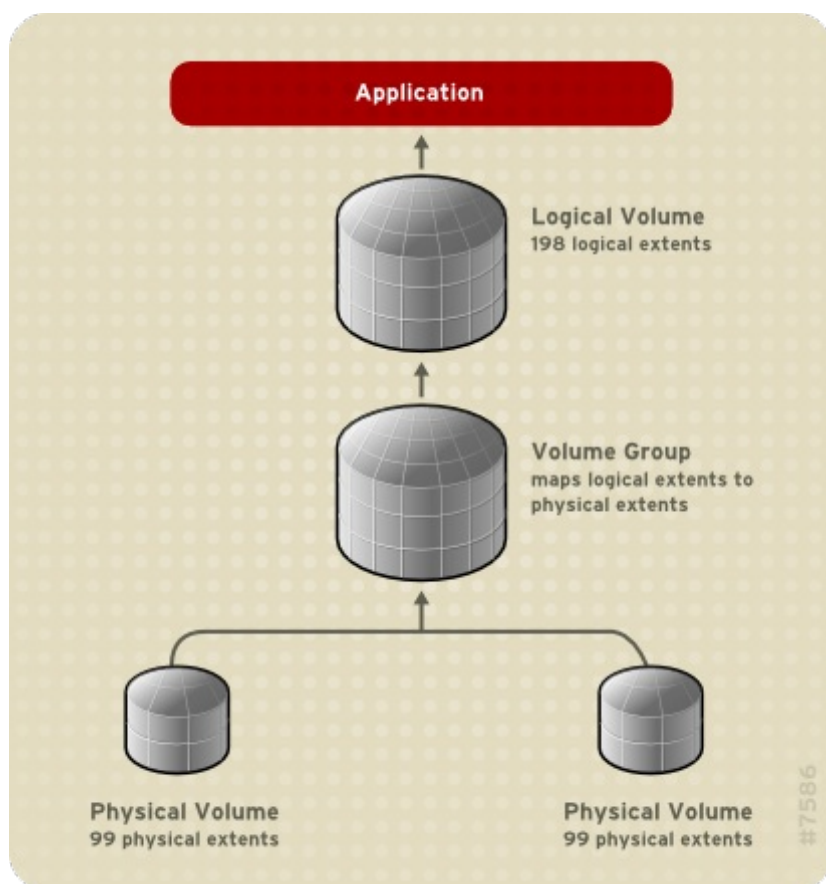 Application
Logical Volume
198 logical extents
Volume Group
maps logical extents to
physical extents
Physical Volume
99 physical extents
Physical Volume
99 physical extents
#7586